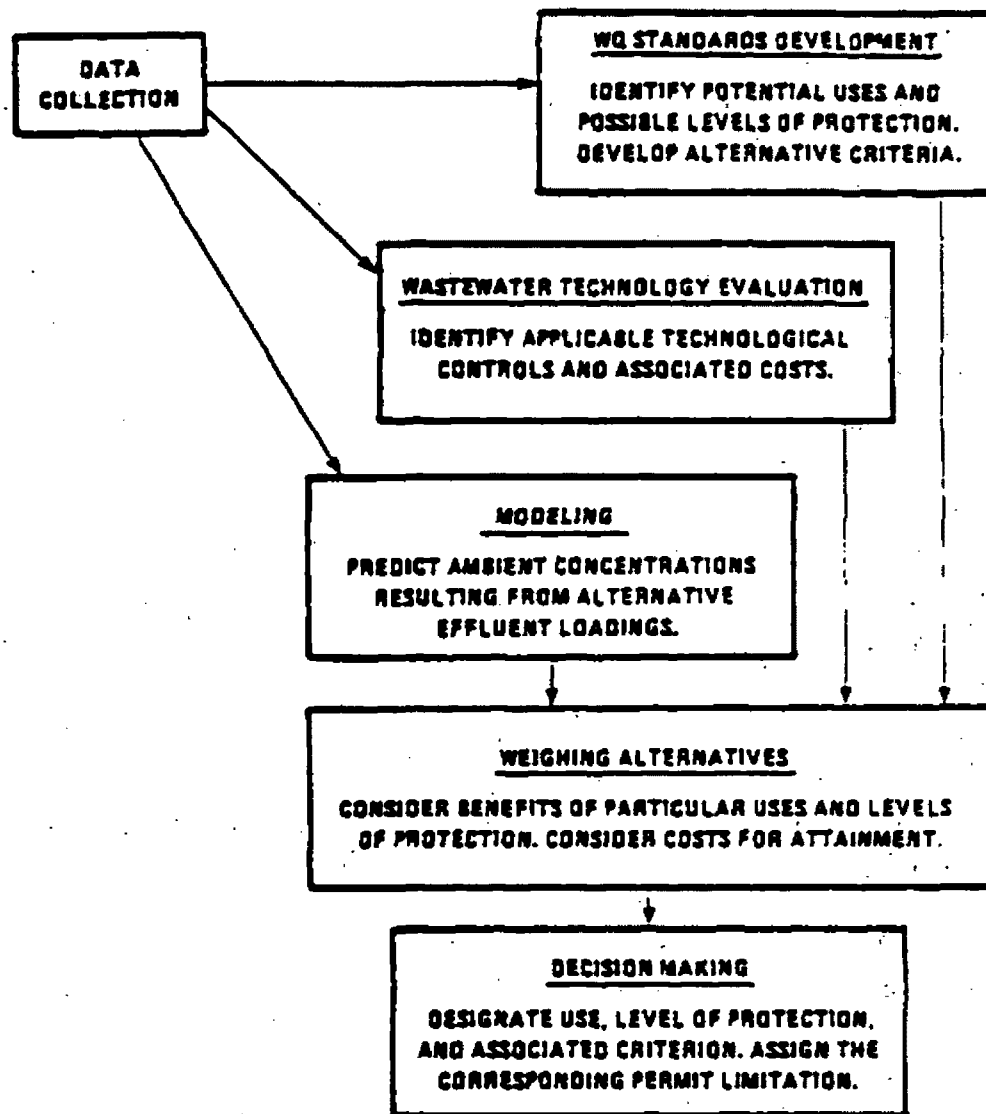 DATA
COLLECTION
WQ STANDARDS DEVELOPMENT
IDENTIFY POTENTIAL USES AND
POSSIBLE LEVELS OF PROTECTION.
DEVELOP ALTERNATIVE CRITERIA.
WASTEWATER TECHNOLOGY EVALUATION
IDENTIFY APPLICABLE TECHNOLOGICAL
CONTROLS AND ASSOCIATED COSTS.
MODELING
PREDICT AMBIENT CONCENTRATIONS
RESULTING FROM ALTERNATIVE
EFFLUENT LOADINGS.
WEIGHING ALTERNATIVES
CONSIDER BENEFITS OF PARTICULAR USES AND LEVELS
OF PROTECTION. CONSIDER COSTS FOR ATTAINMENT.
DECISION MAKING
DESIGNATE USE, LEVEL OF PROTECTION,
AND ASSOCIATED CRITERION. ASSIGN THE
CORRESPONDING PERMIT LIMITATION.